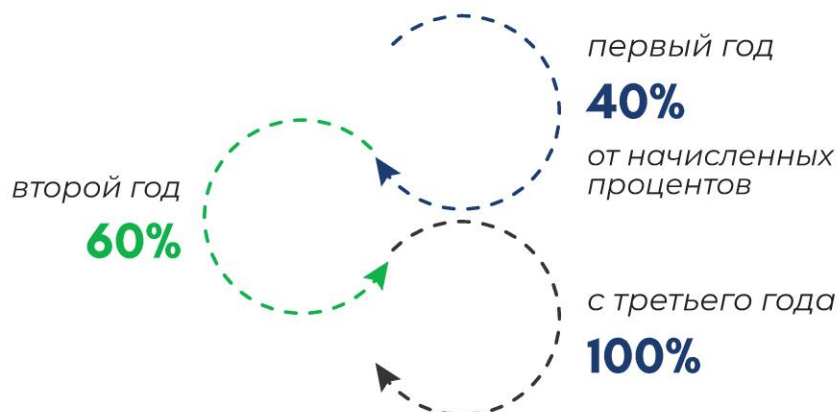 первый год
40%
от начисленных
процентов
второй год
60%
с третьего года
100%